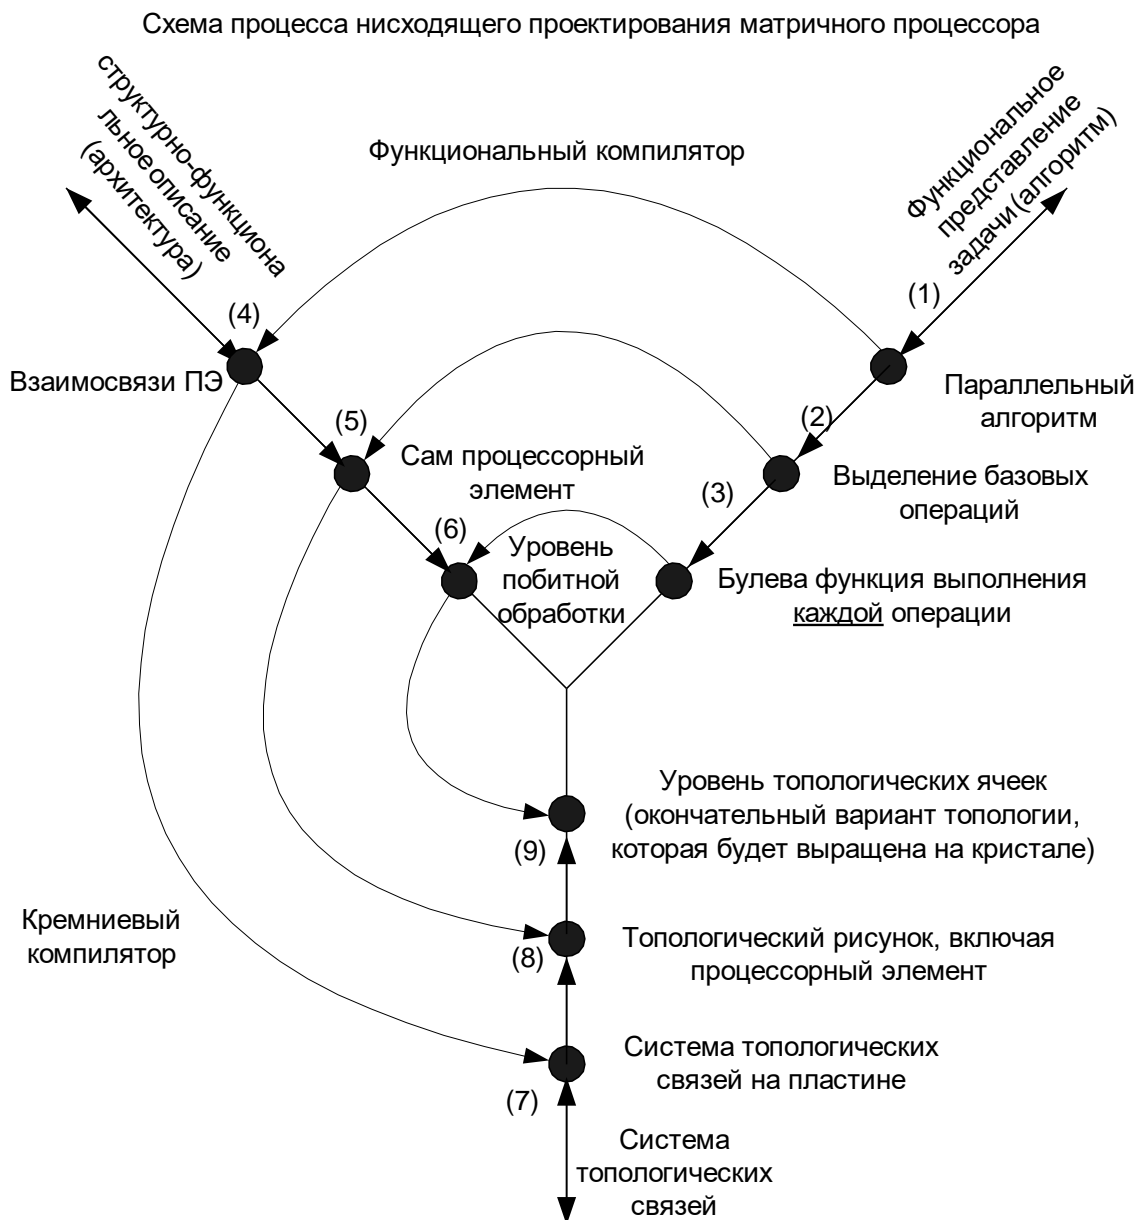 Схема процесса нисходящего проектирования матричного процессора
структурно-функциона
льное описание
(архитектура)
Функциональное
представление
задачи(алгоритм)
Функциональный компилятор
(1)
(4)
Взаимосвязи ПЭ
Параллельный
алгоритм
(2)
(5)
Сам процессорный
элемент
Выделение базовых
операций
(3)
(6)
Уровень
побитной
обработки
Булева функция выполнения
каждой операции
Уровень топологических ячеек
(окончательный вариант топологии,
которая будет выращена на кристале)
(9)
Кремниевый
компилятор
Топологический рисунок, включая
процессорный элемент
(8)
Система топологических
связей на пластине
(7)
Система
топологических
связей